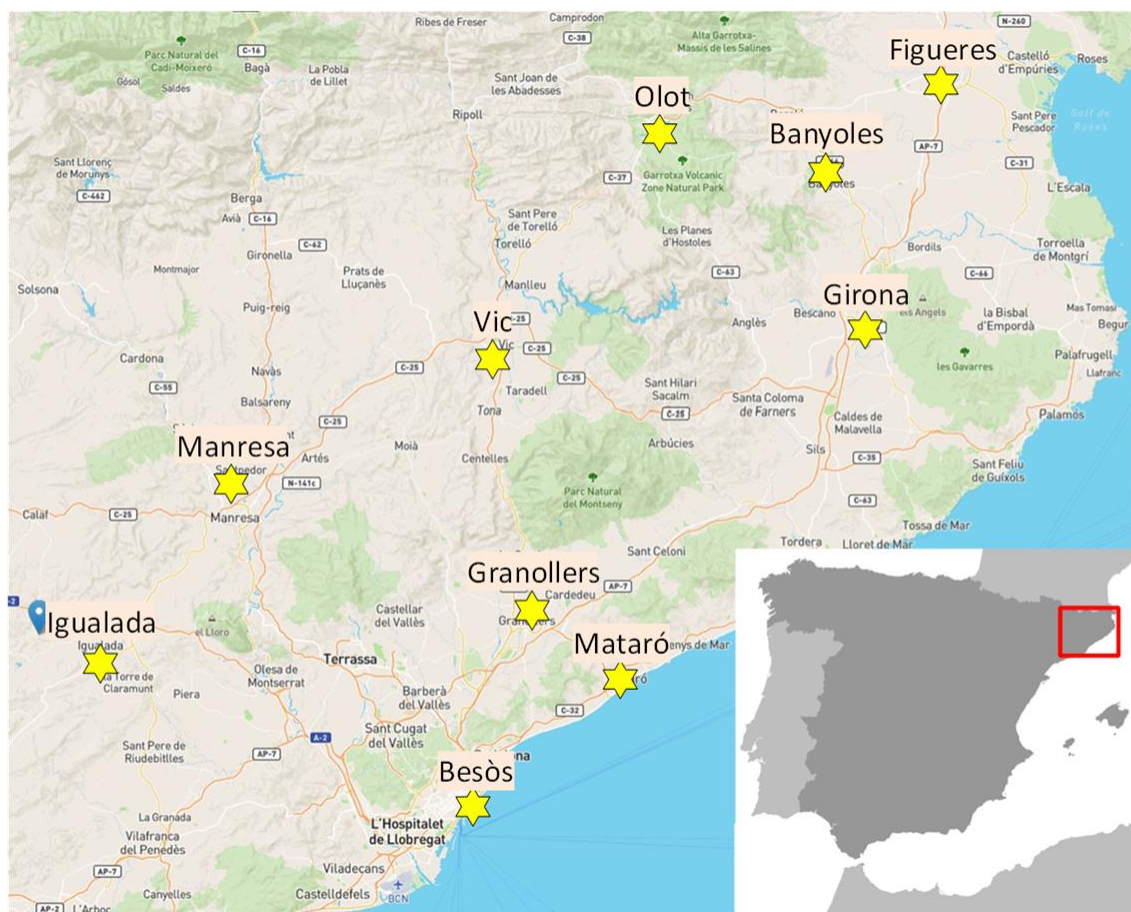 Ribes de Freser
Camprodon
N-260
C-38
Alta Garrotxa-
Massís de les Salines
Figueres
C-16
Parc Natural del
Cadí-Moixeró
Bagà
La Pobla
de Lillet
Gósol
Saldes
Sant Joan de
les Abadesses
Castelló
d'Empúries
Roses
Olot
Ripoll
Golf de
Roses
Sant Pere
Pescador
Banyoles
AP-7
C-31
Sant Llorenç
de Morunys
C-462
Garrotxa Volcanic
Zone Natural Park
C-37
L'Escala
Berga
Avià
C-16
Sant Pere
de Torelló
Torelló
Les Planes
d'Hostoles
C-62
Gironella
Bordils
Torroella
de Montgrí
Montmajor
Prats de
Lluçanès
C-63
C-66
Solsona
Manlleu
Girona
els Àngels
Puig-reig
Bescano
la Bisbal
d'Empordà
Mas Tomasi
Begur
Vic
C-25
Vic
Anglès
C-25
Cardona
C-25
Palafrugell
Llafranc
les Gavarres
Navàs
C-55
C-25
Sant Hilari
Sacalm
Taradell
Balsareny
Santa Coloma
de Farners
Tona
C-25
Palamós
Caldes de
Malavella
Manresa
Artés
Moià
Arbúcies
Sils
Centelles
C-35
Sant Feliu
de Guíxols
N-141c
Parc Natural
del Montseny
C-63
Calaf
C-25
Manresa
Tossa de Mar
Tordera
Lloret de Mar
Sant Celoni
Granollers
AP-7
Cardedeu
Castellar
del Vallès
Igualada
Igualada
el Lloro
Mataró
Terrassa
La Torre de
Claramunt
Olesa de
Montserrat
Piera
Barberà
del Vallès
C-32
Sant Cugat
del Vallès
A-2
Sant Pere de
Riudebitlles
AP-7
Besòs
La Granada
L'Hospitalet
de Llobregat
Vilafranca
del Penedès
AP-7
Viladecans
Castelldefels
BCN
Canyelles
AP-2
L'Arboç